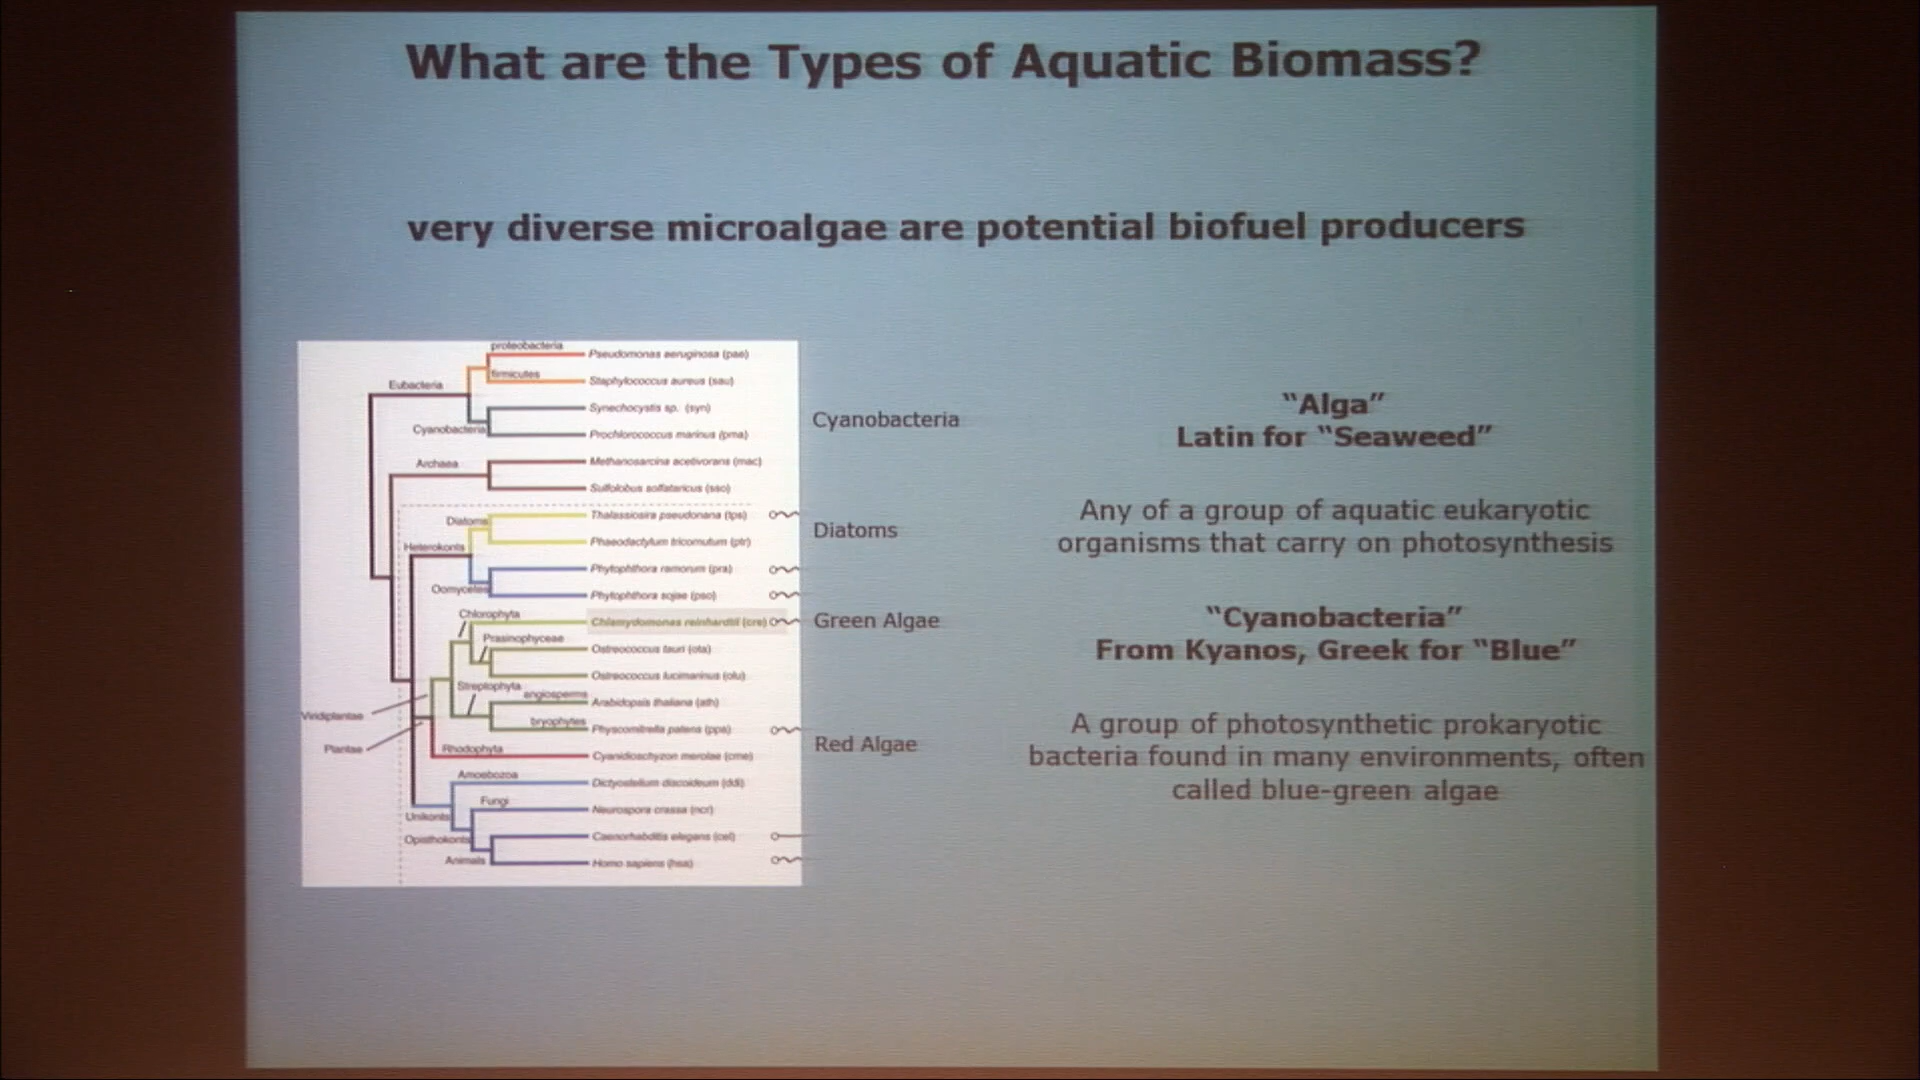 What are the Types of Aquatic Biomass?
very diverse microalgae are potential biofuel producers
proteobacteria
Pseudomonas aeruginosa (pae)
firmicutes
Staphylococcus aureus (sau)
Eubacteria
Synechocystis sp. (syn)
Cyanobacteria
Prochlorococcus marinus (pma)
Archaea
Methanosarcina acetivorans (mac)
Sulfolobus solfataricus (sso)
Diatoms
Thalassiosira pseudonana (tps)
Phaeodactylum tricornutum (ptr)
Heterokonts
Phytophthora ramorum (pra)
Oomycetes
Phytophthora sojae (pso)
Chlorophyta
Chlamydomonas reinhardtii (cre)
Prasinophyceae
Ostreococcus tauri (ota)
Ostreococcus lucimarinus (olu)
Streptophyta
angiosperms
Arabidopsis thaliana (ath)
bryophytes
Physcomitrella patens (ppa)
Viridiplantae
Plantae
Rhodophyta
Cyanidioschyzon merolae (cme)
Amoebozoa
Dictyostelium discoideum (ddi)
Fungi
Neurospora crassa (ncr)
Unikonts
Opisthokonts
Caenorhabditis elegans (cel)
Animals
Homo sapiens (hsa)
Cyanobacteria
Diatoms
Green Algae
Red Algae
“Alga”
Latin for “Seaweed”
Any of a group of aquatic eukaryotic
organisms that carry on photosynthesis
“Cyanobacteria”
From Kyanos, Greek for “Blue”
A group of photosynthetic prokaryotic
bacteria found in many environments, often
called blue-green algae